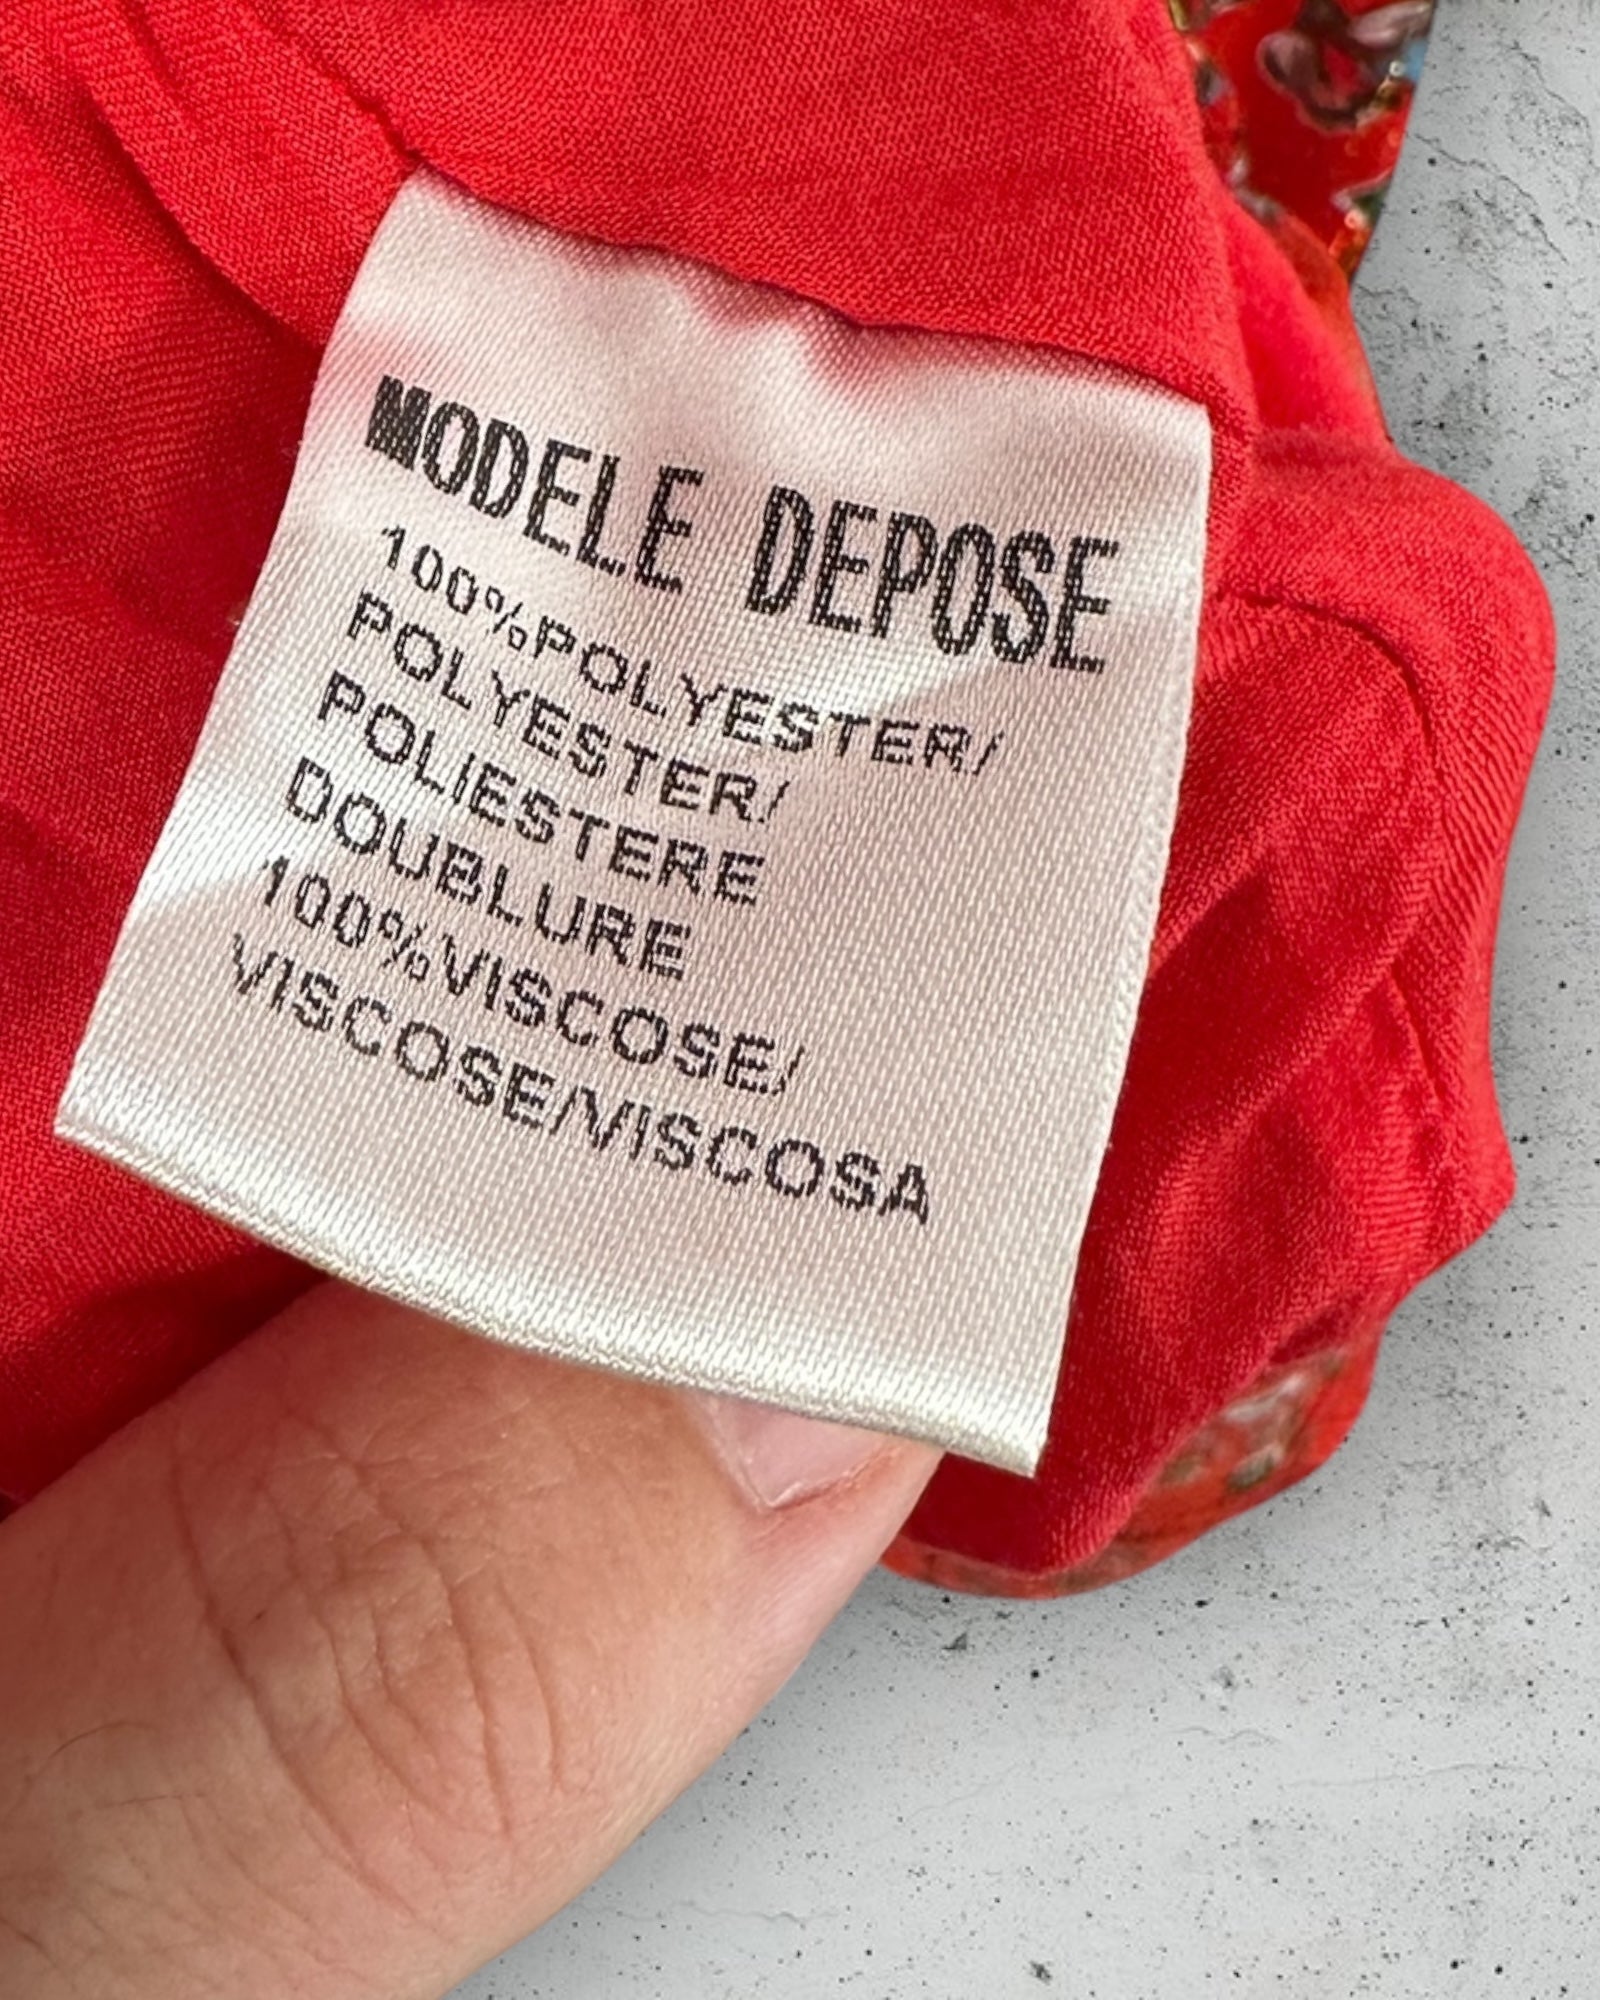 MODELE DEPOSE
100%POLYESTER/
POLYESTER/
POLIESTERE
DOUBLURE
100%VISCOSE/
VISCOSE/VISCOSA